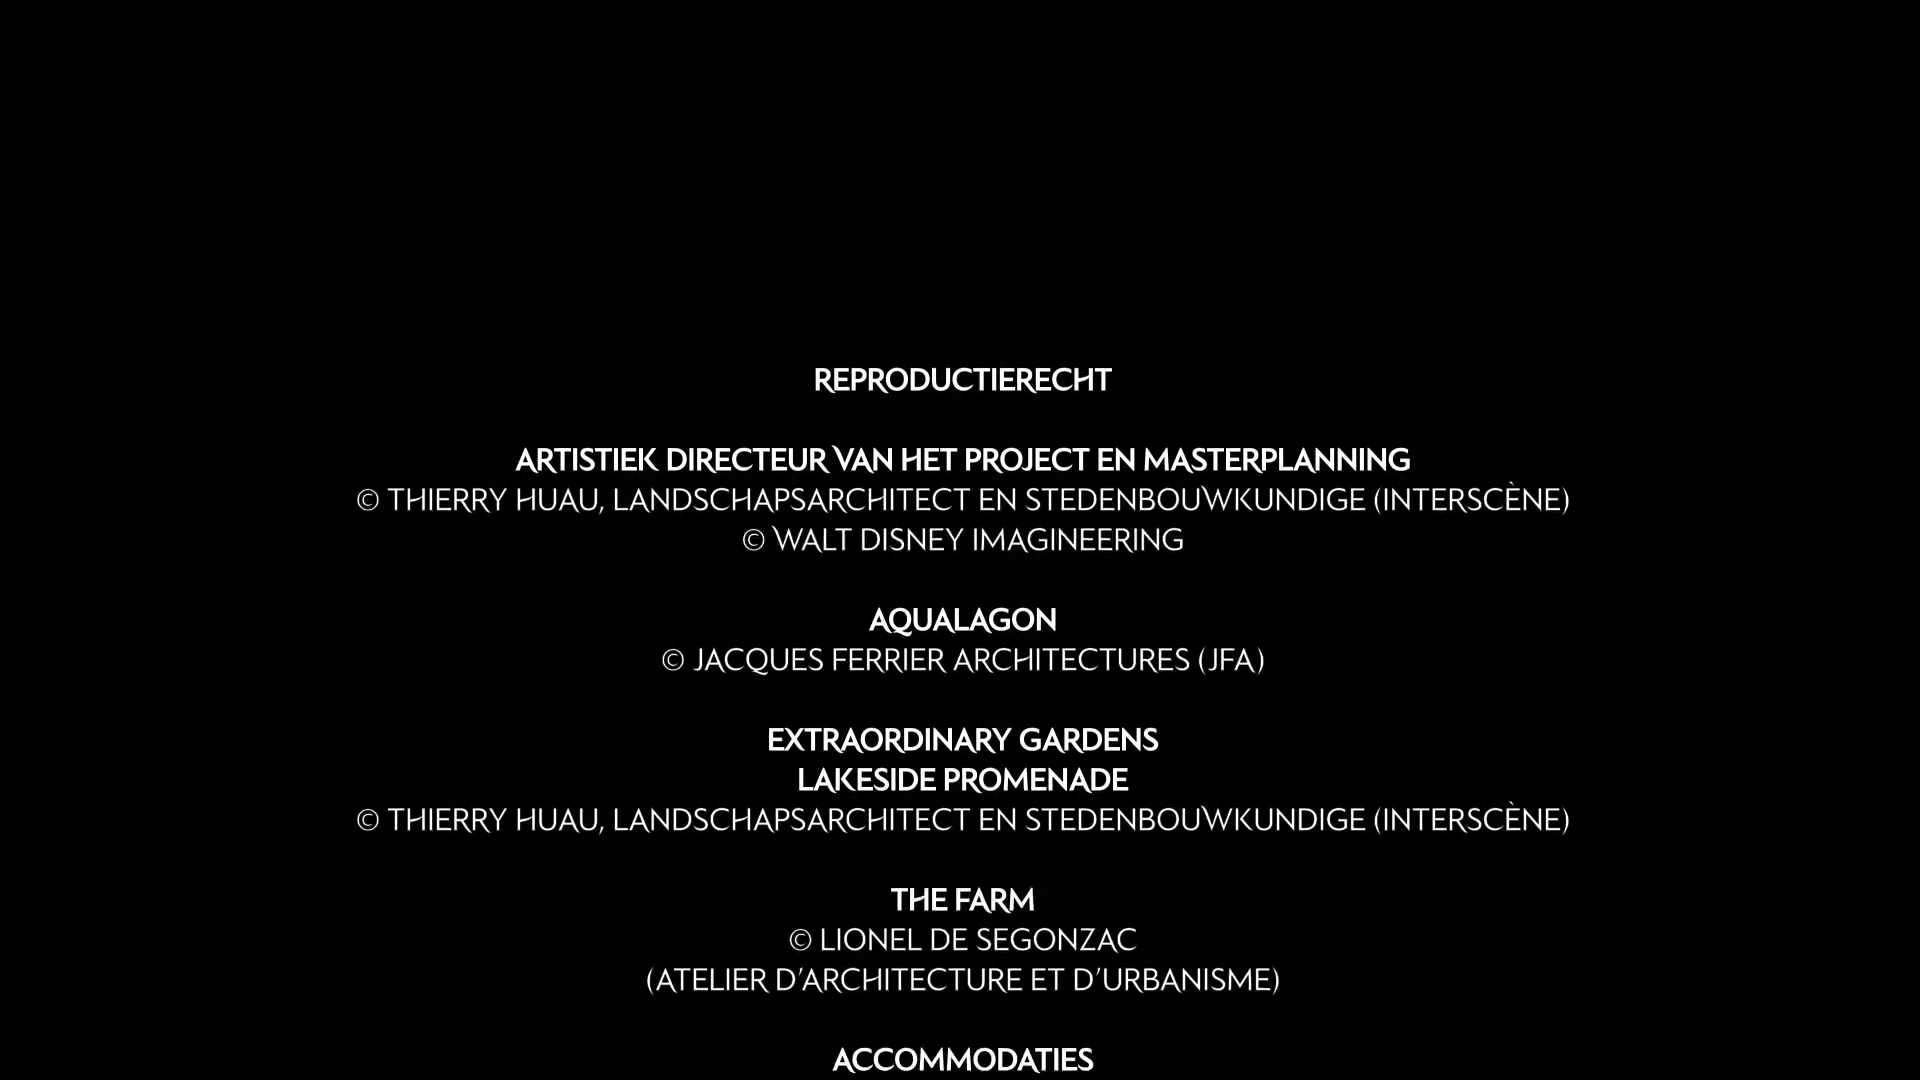 REPRODUCTIERECHT
ARTISTIEK DIRECTEUR VAN HET PROJECT EN MASTERPLANNING
© THIERRY HUAU, LANDSCHAPSARCHITECT EN STEDENBOUWKUNDIGE (INTERSCÈNE)
© WALT DISNEY IMAGINEERING
AQUALAGON
© JACQUES FERRIER ARCHITECTURES (JFA)
EXTRAORDINARY GARDENS
LAKESIDE PROMENADE
© THIERRY HUAU, LANDSCHAPSARCHITECT EN STEDENBOUWKUNDIGE (INTERSCÈNE)
THE FARM
© LIONEL DE SEGONZAC
(ATELIER D'ARCHITECTURE ET D'URBANISME)
ACCOMMODATIES